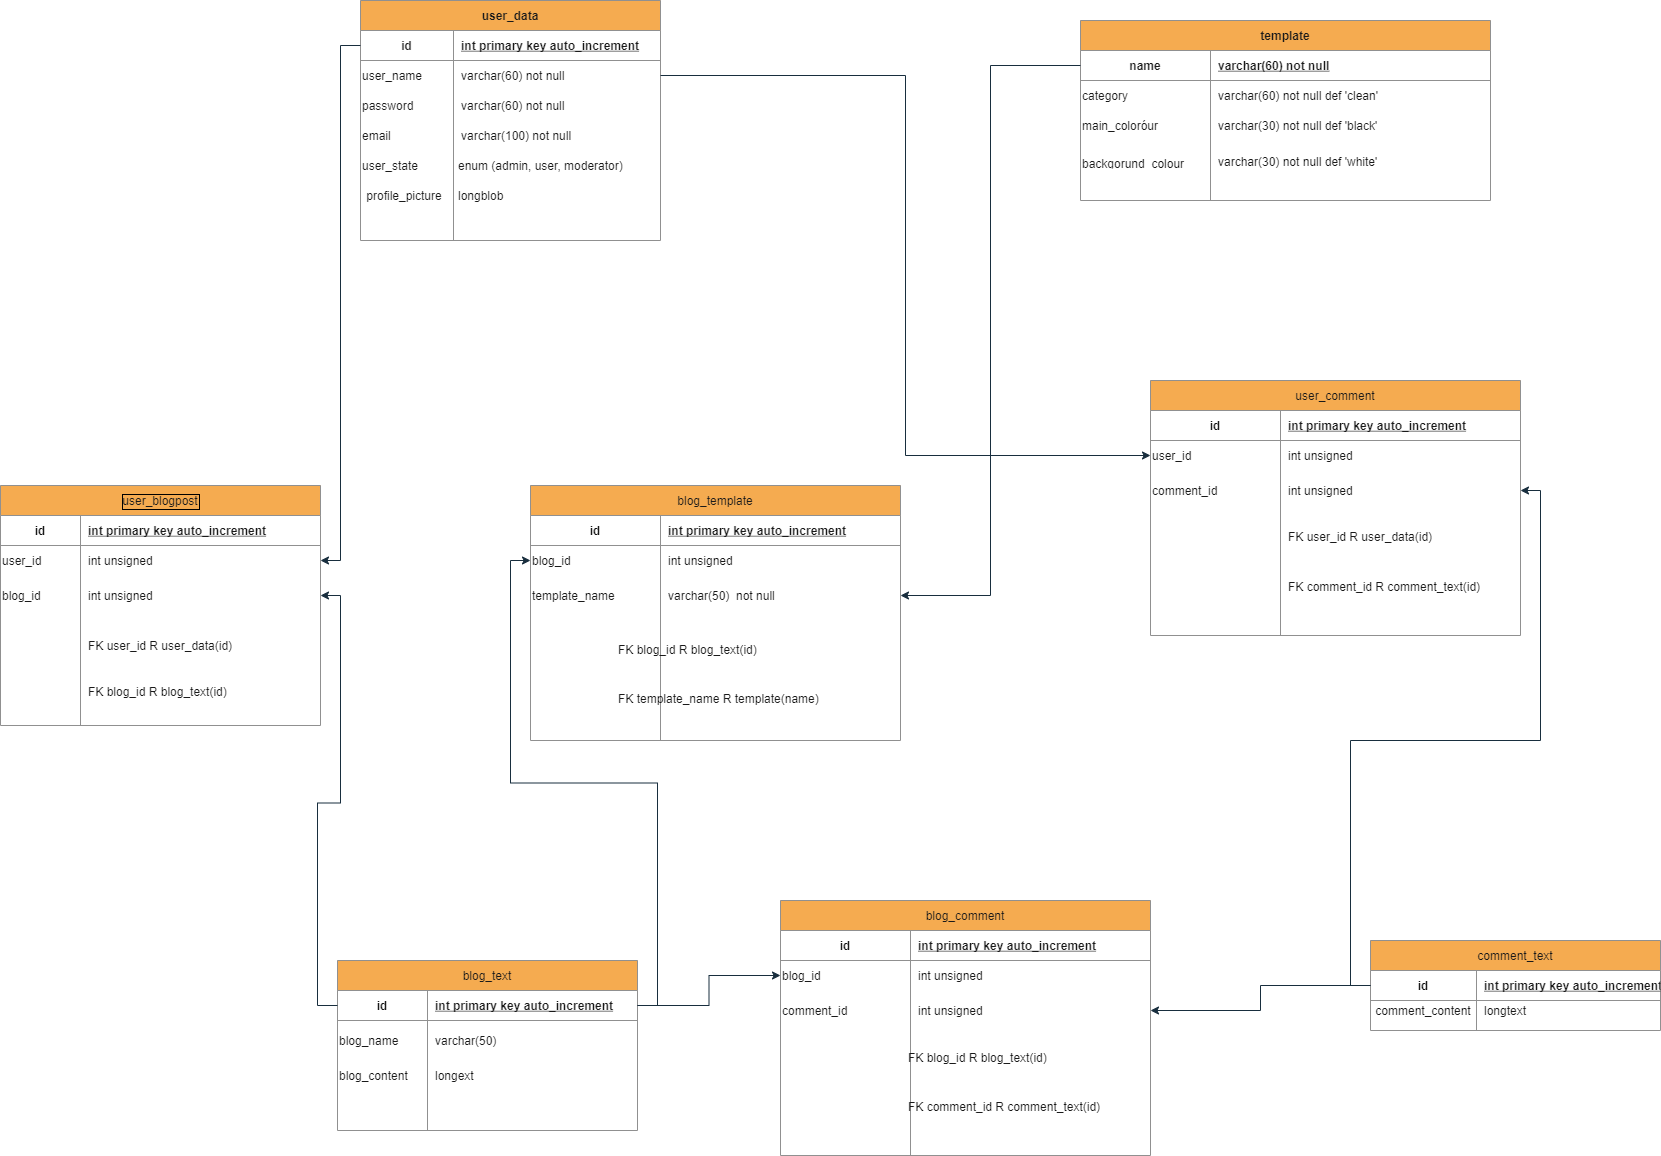 user_data
id int primary key auto_increment
user_name varchar(60) not null
password varchar(60) not null
email varchar(100) not null
user_state enum (admin, user, moderator)
profile_picture longblob
template
name varchar(60) not null
category varchar(60) not null def 'clean'
main_coloróur varchar(30) not null def 'black'
backgorund_colour varchar(30) not null def 'white'
user_comment
id int primary key auto_increment
user_id int unsigned
comment_id int unsigned
FK user_id R user_data(id)
FK comment_id R comment_text(id)
user_blogpost
id int primary key auto_increment
user_id int unsigned
blog_id int unsigned
FK user_id R user_data(id)
FK blog_id R blog_text(id)
blog_template
id int primary key auto_increment
blog_id int unsigned
template_name varchar(50) not null
FK blog_id R blog_text(id)
FK template_name R template(name)
blog_comment
id int primary key auto_increment
blog_id int unsigned
comment_id int unsigned
FK blog_id R blog_text(id)
FK comment_id R comment_text(id)
comment_text
id int primary key auto_increment
comment_content longtext
blog_text
id int primary key auto_increment
blog_name varchar(50)
blog_content longext